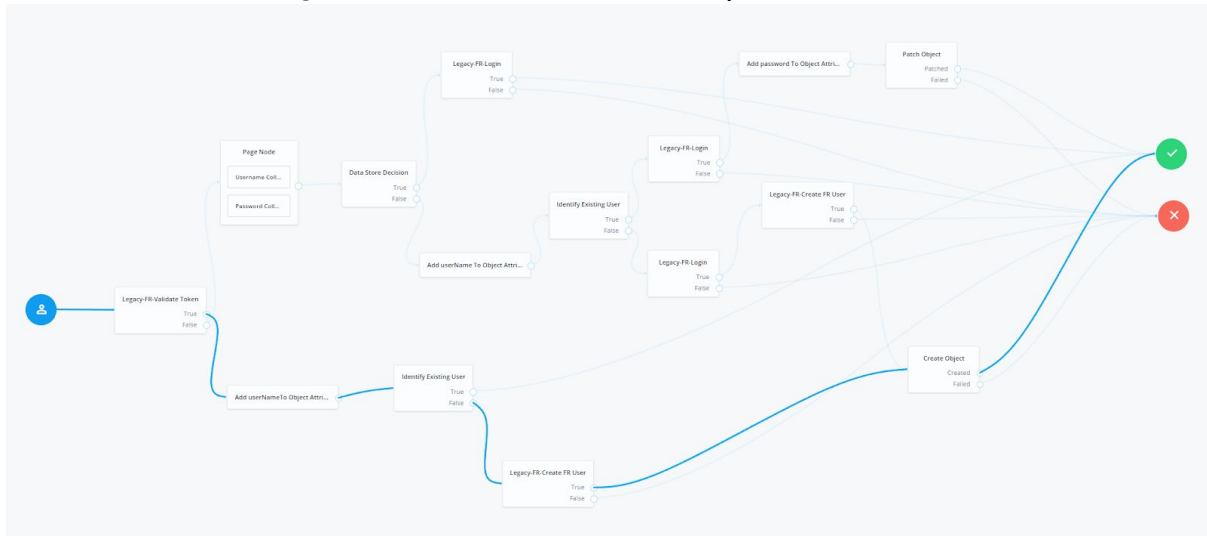 Legacy-FR-Login
True
False
Add password To Object Attri...
Patch Object
Patched
Failed
Page Node
Username Coll...
Password Coll...
Data Store Decision
True
False
Legacy-FR-Login
True
False
Identify Existing User
True
False
Legacy-FR-Create FR User
True
False
Add userName To Object Attri...
Legacy-FR-Login
True
False
Legacy-FR-Validate Token
True
False
Add userNameTo Object Attri...
Identify Existing User
True
False
Create Object
Created
Failed
Legacy-FR-Create FR User
True
False